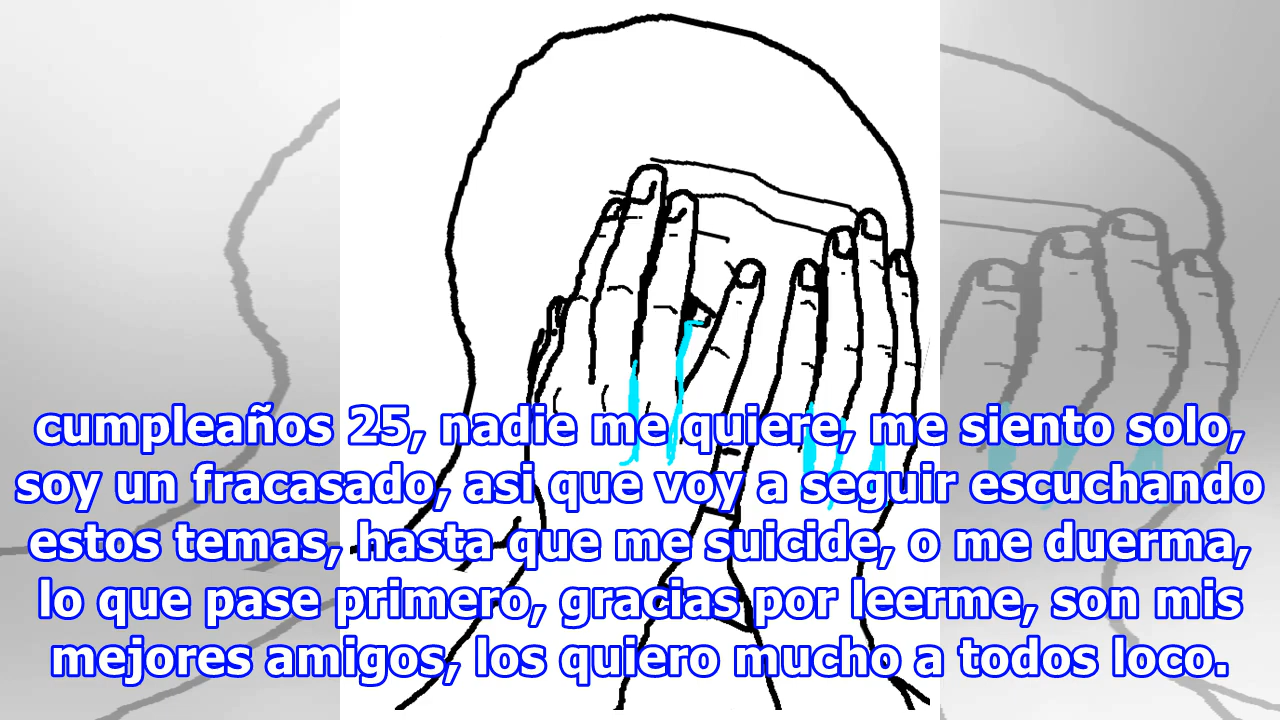 cumpleaños 25, nadie me quiere, me siento solo,
soy un fracasado, asi que voy a seguir escuchando
estos temas, hasta que me suicide, o me duerma,
lo que pase primero, gracias por leerme, son mis
mejores amigos, los quiero mucho a todos loco.